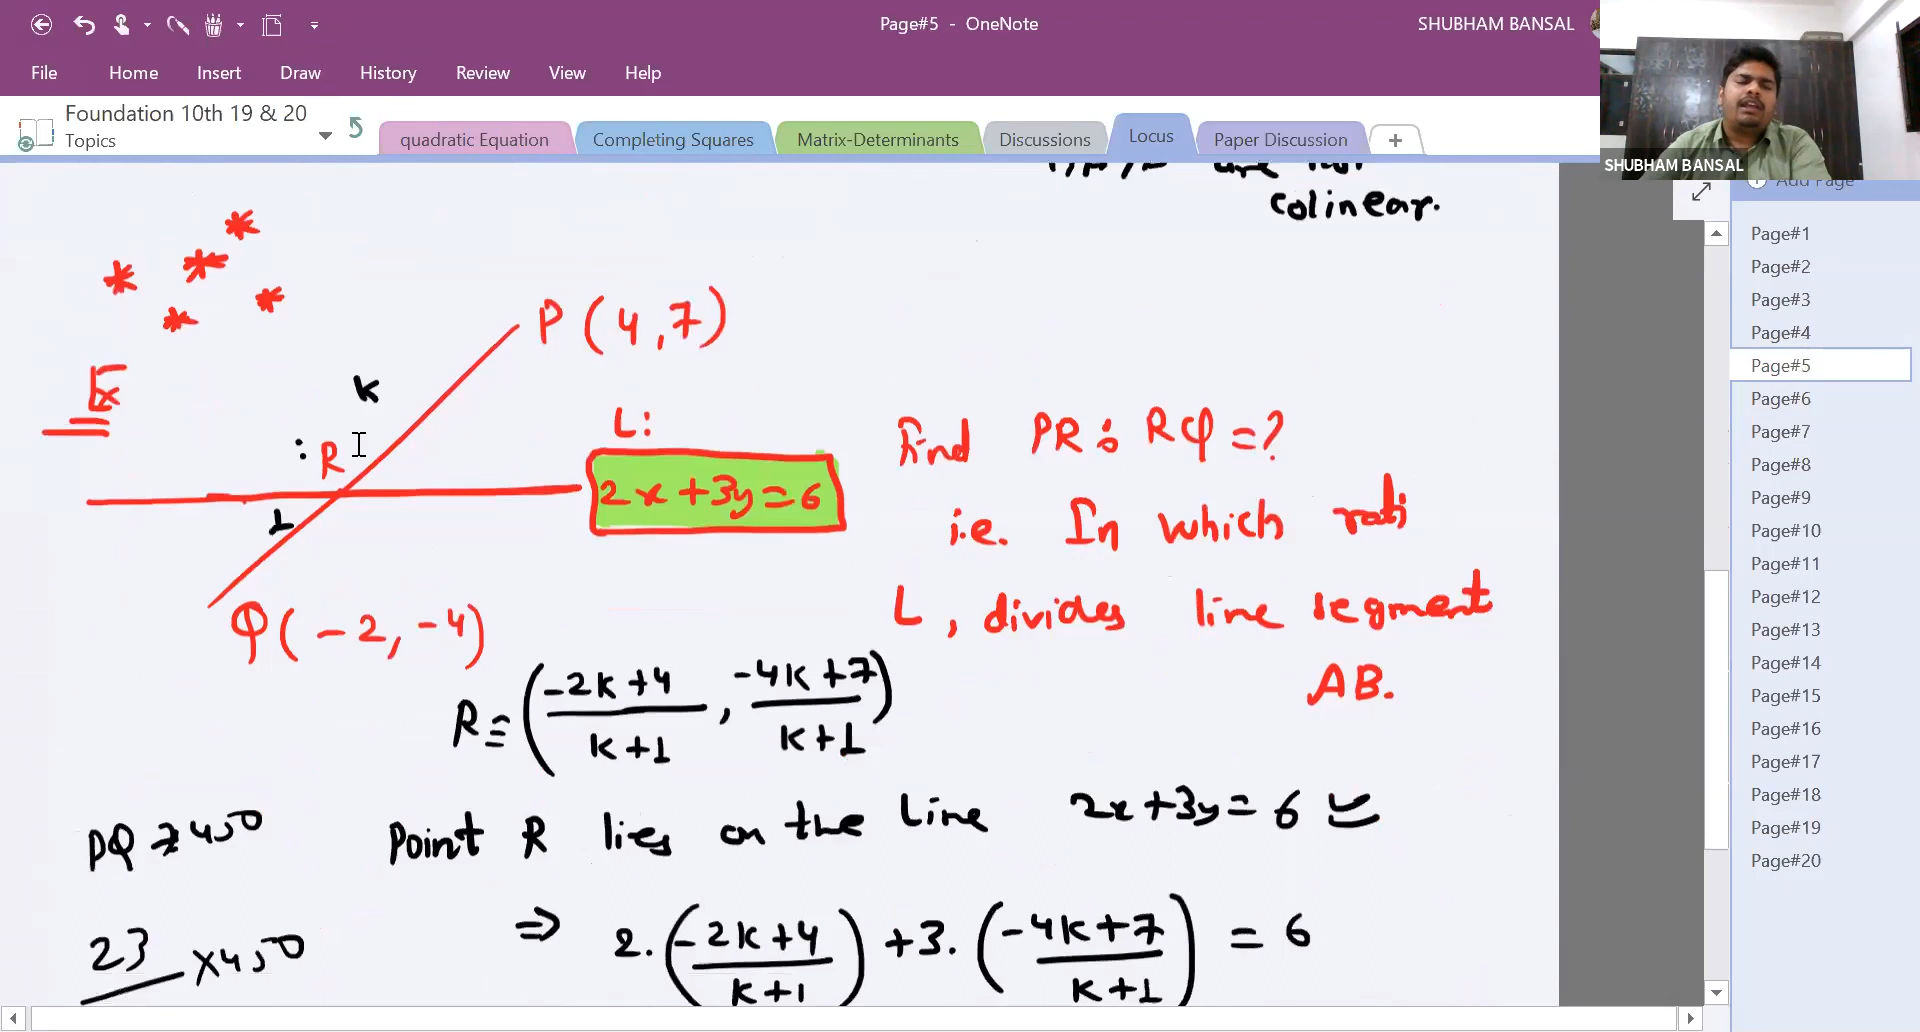 Page#5 - OneNote
SHUBHAM BANSAL
File Home Insert Draw History Review View Help
Foundation 10th 19 & 20
Topics
quadratic Equation
Completing Squares
Matrix-Determinants
Discussions
Locus
Paper Discussion
+
SHUBHAM BANSAL
Add Page
colinear.
Ex
P(4,7)
K
:
R
1
L:
2x+3y=6
Q(-2,-4)
Find PR:RQ=?
i.e. In which rati
L, divides line segment
AB.
R≡(-2K+4/K+1, -4K+7/K+1)
Point R lies on the Line 2x+3y=6
⇒ 2.(-2K+4/K+1)+3.(-4K+7/K+1)=6
23
Page#1
Page#2
Page#3
Page#4
Page#5
Page#6
Page#7
Page#8
Page#9
Page#10
Page#11
Page#12
Page#13
Page#14
Page#15
Page#16
Page#17
Page#18
Page#19
Page#20